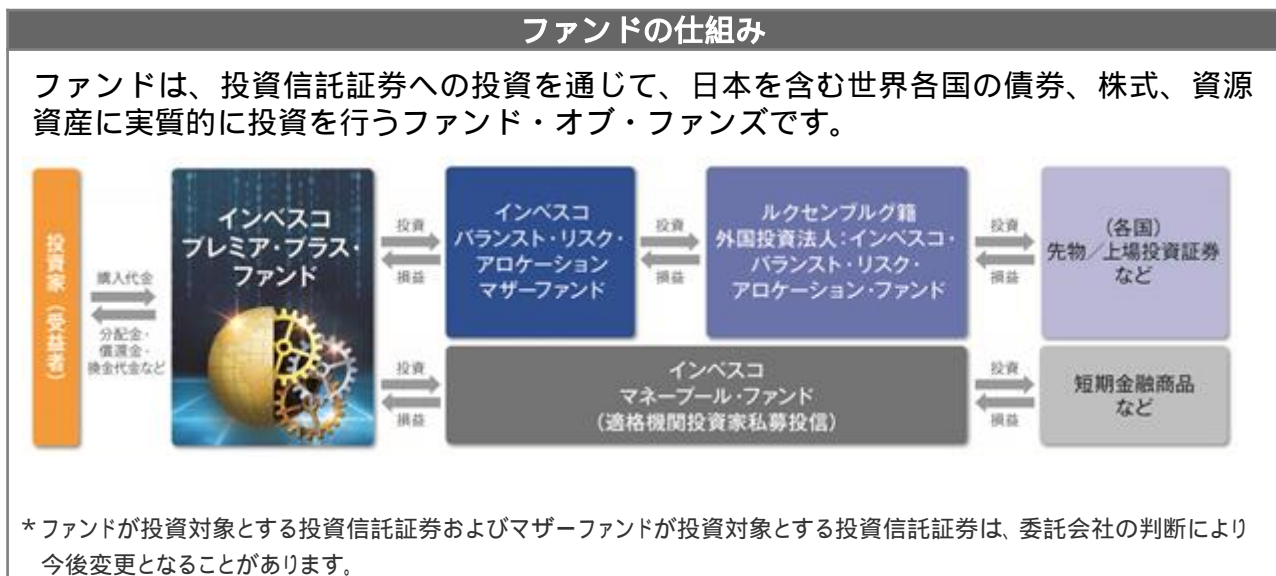 ファンドの仕組み
ファンドは、投資信託証券への投資を通じて、日本を含む世界各国の債券、株式、資源
資産に実質的に投資を行うファンド・オブ・ファンズです。
投資家（受益者）
購入代金
分配金・
償還金・
換金代金など
インベスコ
プレミア・プラス・
ファンド
投資
損益
インベスコ
バランスト・リスク・
アロケーション
マザーファンド
投資
損益
ルクセンブルグ籍
外国投資法人：インベスコ・
バランスト・リスク・
アロケーション・ファンド
投資
損益
（各国）
先物／上場投資証券
など
投資
損益
インベスコ
マネープール・ファンド
（適格機関投資家私募投信）
投資
損益
短期金融商品
など
*ファンドが投資対象とする投資信託証券およびマザーファンドが投資対象とする投資信託証券は、委託会社の判断により
今後変更となることがあります。